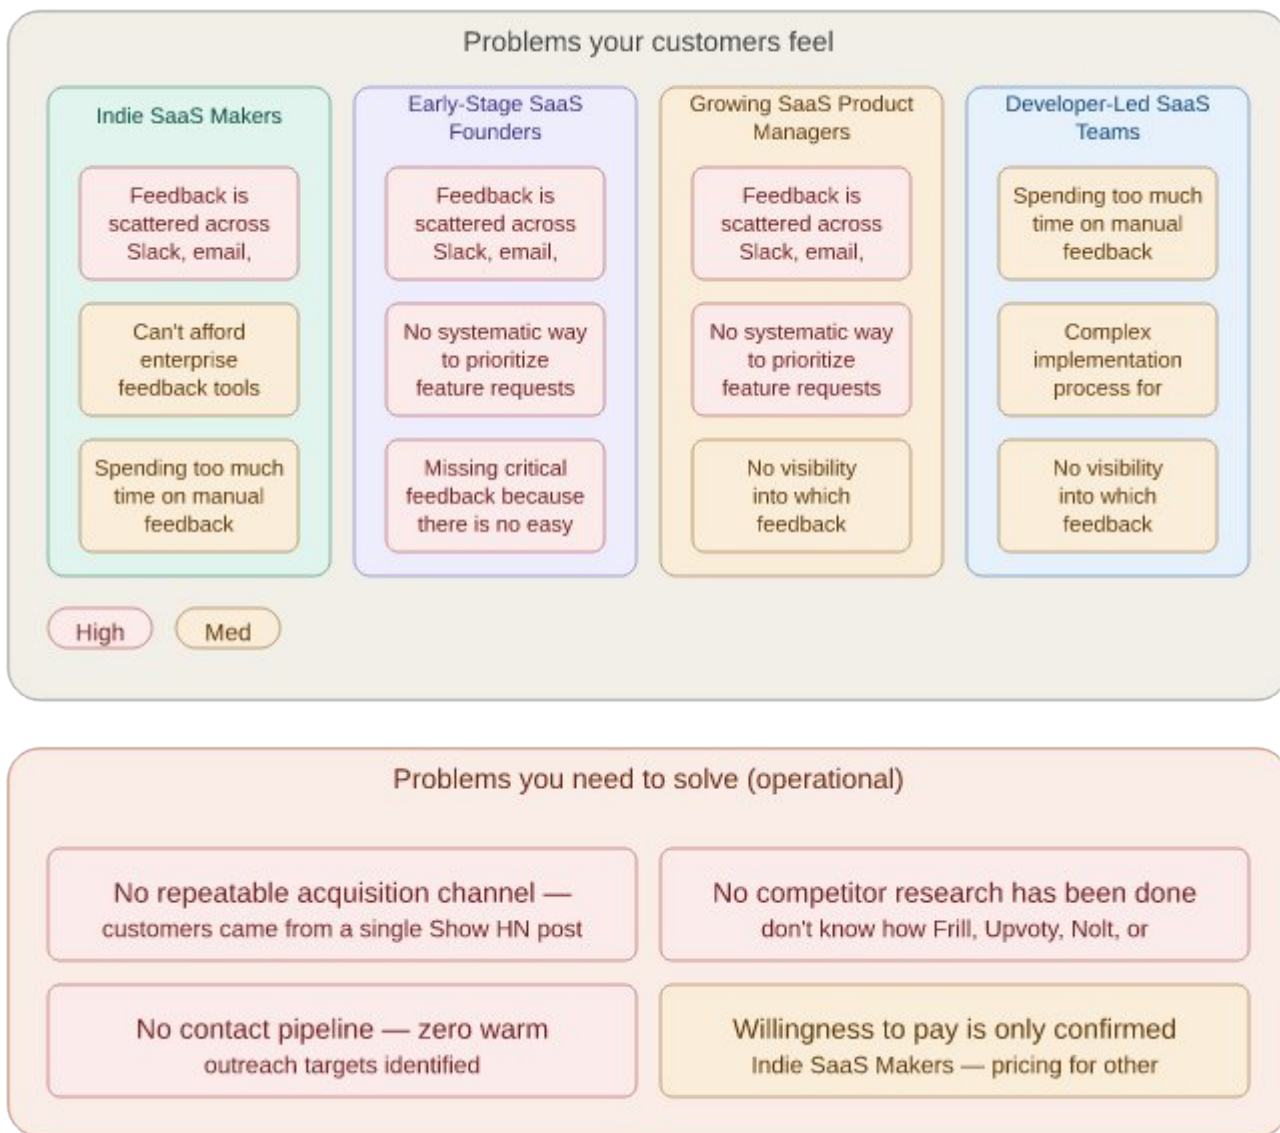 Problems your customers feel
Indie SaaS Makers
Feedback is
scattered across
Slack, email,
Can't afford
enterprise
feedback tools
Spending too much
time on manual
feedback
Early-Stage SaaS
Founders
Feedback is
scattered across
Slack, email,
No systematic way
to prioritize
feature requests
Missing critical
feedback because
there is no easy
Growing SaaS Product
Managers
Feedback is
scattered across
Slack, email,
No systematic way
to prioritize
feature requests
No visibility
into which
feedback
Developer-Led SaaS
Teams
Spending too much
time on manual
feedback
Complex
implementation
process for
No visibility
into which
feedback
High
Med
Problems you need to solve (operational)
No repeatable acquisition channel —
customers came from a single Show HN post
No competitor research has been done
don't know how Frill, Upvoty, Nolt, or
No contact pipeline — zero warm
outreach targets identified
Willingness to pay is only confirmed
Indie SaaS Makers — pricing for other